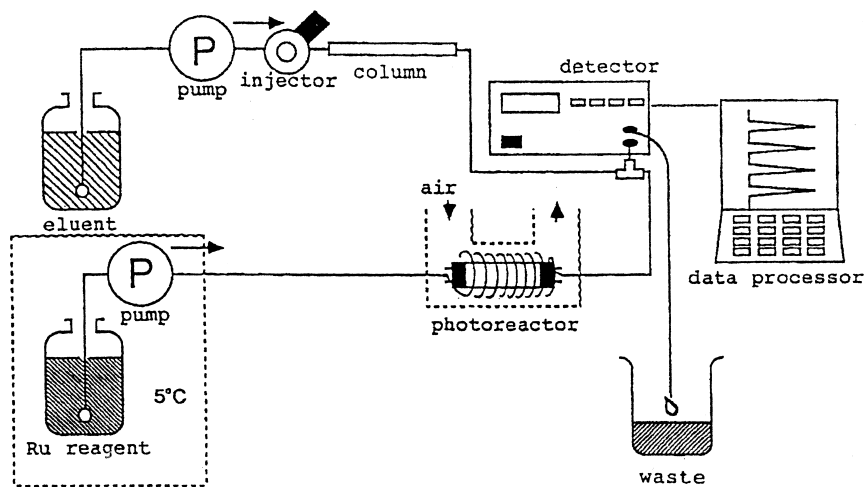 P
pump
injector
column
detector
eluent
air
P
pump
photoreactor
data processor
5°C
Ru reagent
waste